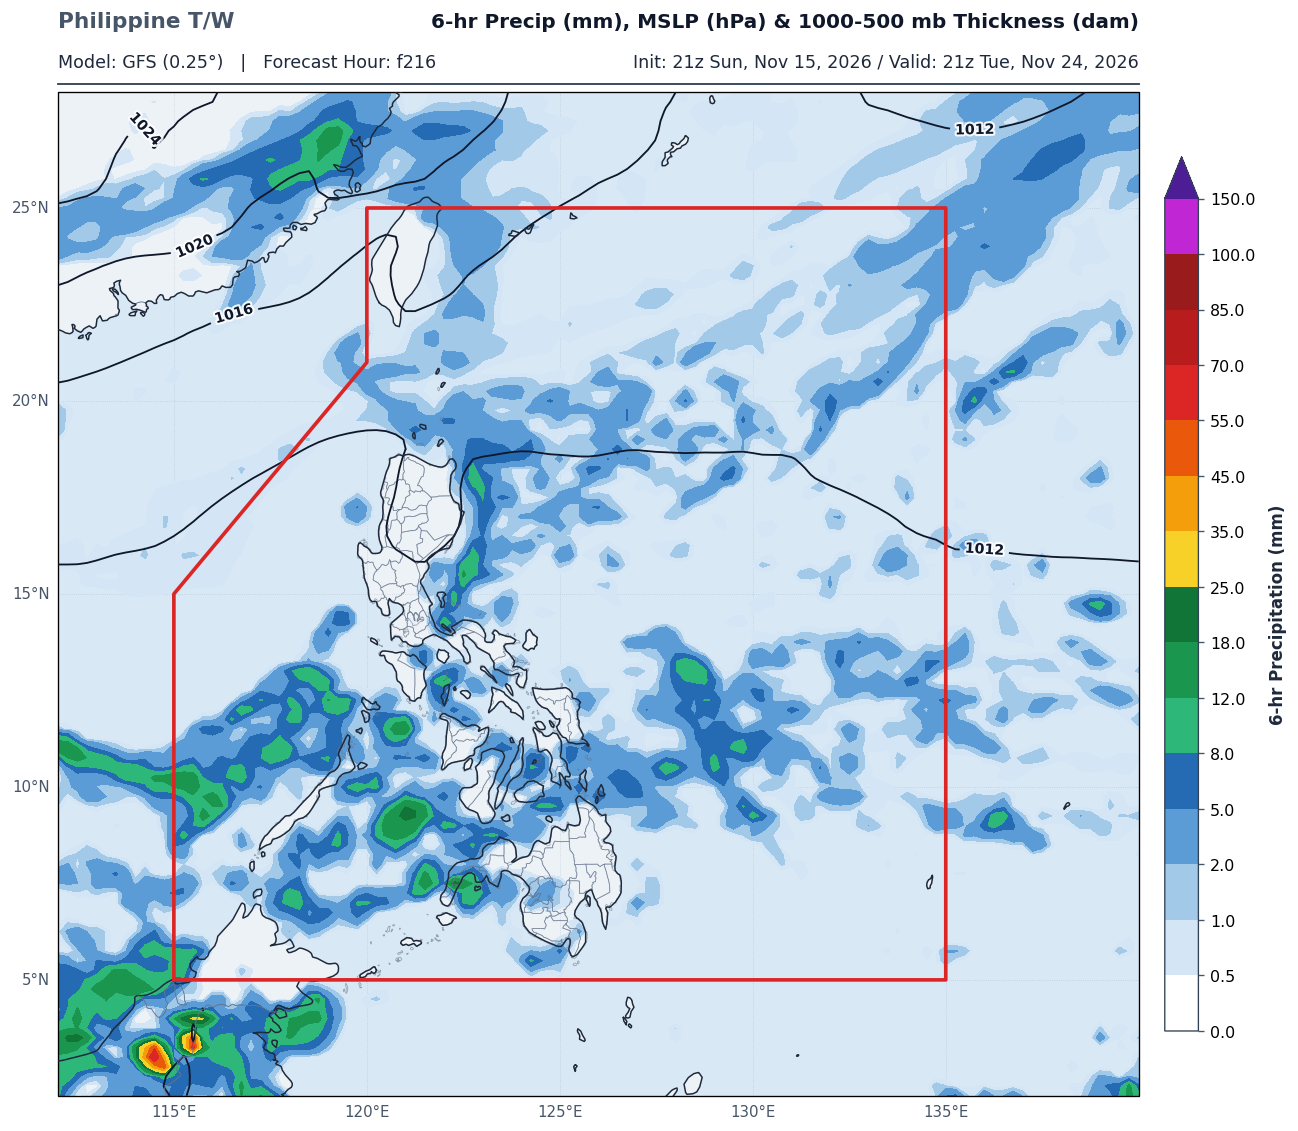 Philippine T/W
6-hr Precip (mm), MSLP (hPa) & 1000-500 mb Thickness (dam)
Model: GFS (0.25°) | Forecast Hour: f216
Init: 21z Sun, Nov 15, 2026 / Valid: 21z Tue, Nov 24, 2026
1024
1012
1020
1016
1012
25°N
20°N
15°N
10°N
5°N
115°E
120°E
125°E
130°E
135°E
150.0
100.0
85.0
70.0
55.0
45.0
35.0
25.0
18.0
12.0
8.0
5.0
2.0
1.0
0.5
0.0
6-hr Precipitation (mm)